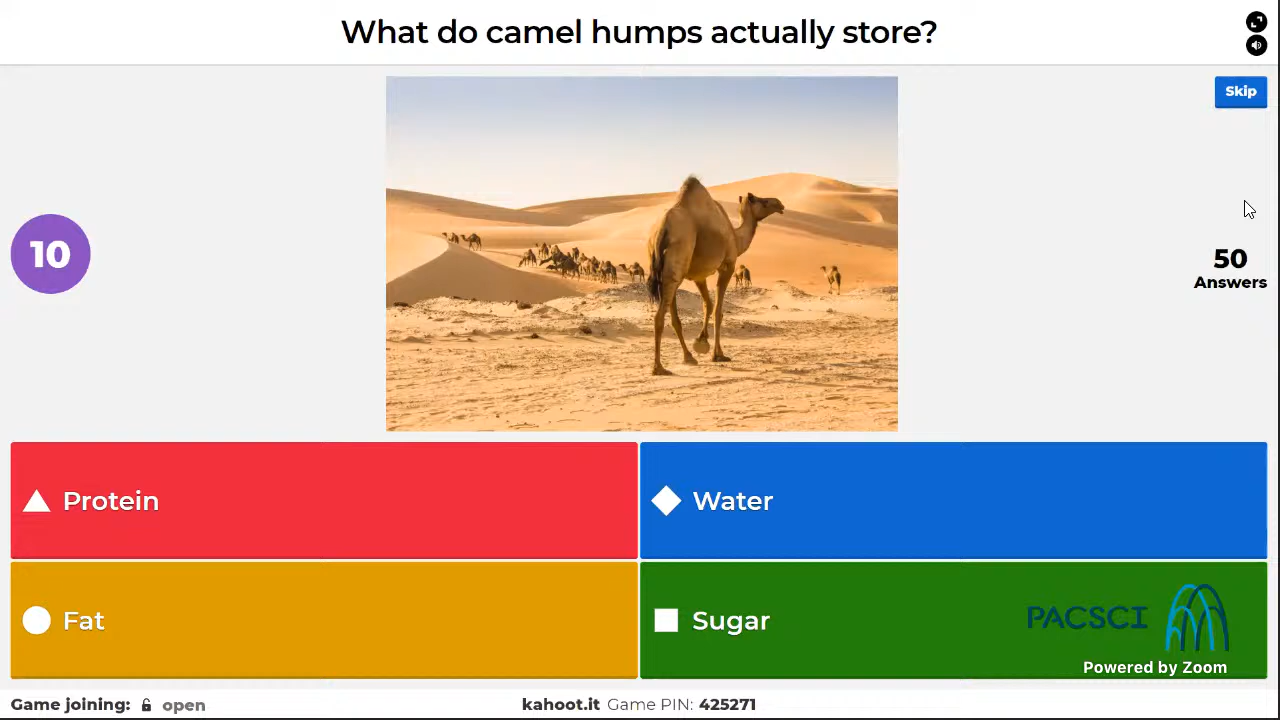 What do camel humps actually store?
Skip
10
50
Answers
Protein
Water
Fat
Sugar
PACSCI
Powered by Zoom
Game joining: open
kahoot.it Game PIN: 425271